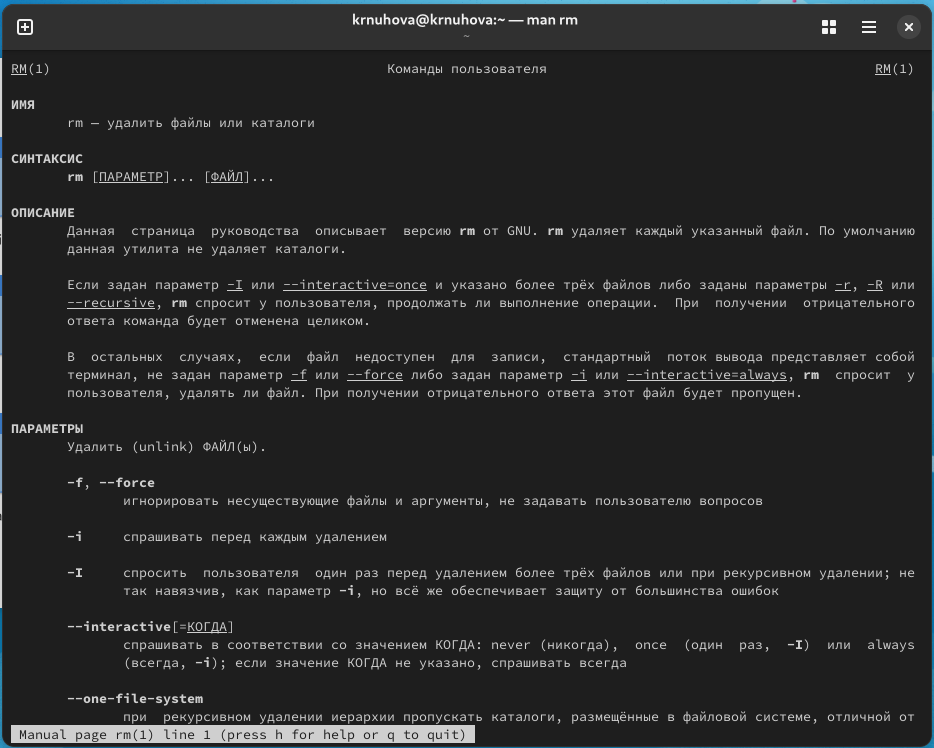 krnuhova@krnuhova:~ — man rm
~
RM(1) Команды пользователя RM(1)
ИМЯ
rm — удалить файлы или каталоги
СИНТАКСИС
rm [ПАРАМЕТР]... [ФАЙЛ]...
ОПИСАНИЕ
Данная страница руководства описывает версию rm от GNU. rm удаляет каждый указанный файл. По умолчанию
данная утилита не удаляет каталоги.
Если задан параметр -I или --interactive=once и указано более трёх файлов либо заданы параметры -r, -R или
--recursive, rm спросит у пользователя, продолжать ли выполнение операции. При получении отрицательного
ответа команда будет отменена целиком.
В остальных случаях, если файл недоступен для записи, стандартный поток вывода представляет собой
терминал, не задан параметр -f или --force либо задан параметр -i или --interactive=always, rm спросит у
пользователя, удалять ли файл. При получении отрицательного ответа этот файл будет пропущен.
ПАРАМЕТРЫ
Удалить (unlink) ФАЙЛ(ы).
-f, --force
игнорировать несуществующие файлы и аргументы, не задавать пользователю вопросов
-i спрашивать перед каждым удалением
-I спросить пользователя один раз перед удалением более трёх файлов или при рекурсивном удалении; не
так навязчив, как параметр -i, но всё же обеспечивает защиту от большинства ошибок
--interactive[=КОГДА]
спрашивать в соответствии со значением КОГДА: never (никогда), once (один раз, -I) или always
(всегда, -i); если значение КОГДА не указано, спрашивать всегда
--one-file-system
при рекурсивном удалении иерархии пропускать каталоги, размещённые в файловой системе, отличной от
Manual page rm(1) line 1 (press h for help or q to quit)